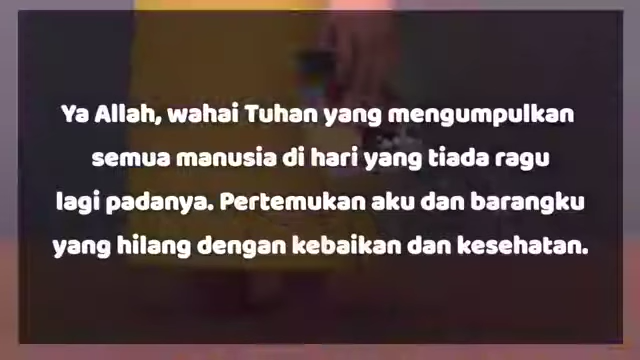 Ya Allah, wahai Tuhan yang mengumpulkan
semua manusia di hari yang tiada ragu
lagi padanya. Pertemukan aku dan barangku
yang hilang dengan kebaikan dan kesehatan.